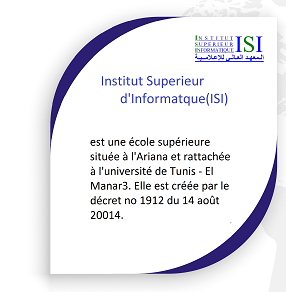 INSTITUT
SUPERIEUR
INFORMATIQUE
ISI
المعهد العالي للإعلامية
Institut Superieur
d'Informatque(ISI)
est une école supérieure
située à l'Ariana et rattachée
à l'université de Tunis - El
Manar3. Elle est créée par le
décret no 1912 du 14 août
20014.